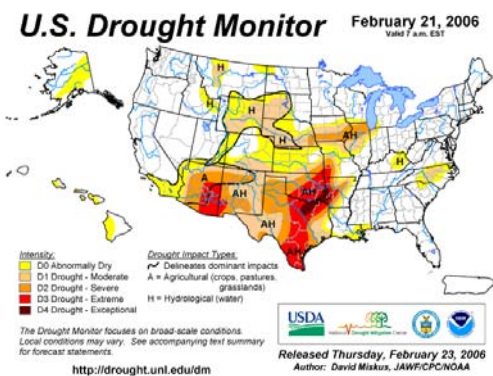 U.S. Drought Monitor
February 21, 2006
Valid 7 a.m. EST
H
H
H
H
AH
H
A
AH
AH
AH
AH
Intensity:
D0 Abnormally Dry
D1 Drought - Moderate
D2 Drought - Severe
D3 Drought - Extreme
D4 Drought - Exceptional
Drought Impact Types:
Delineates dominant impacts
A = Agricultural (crops, pastures,
grasslands)
H = Hydrological (water)
The Drought Monitor focuses on broad-scale conditions.
Local conditions may vary. See accompanying text summary
for forecast statements.
http://drought.unl.edu/dm
USDA
National Drought Mitigation Center
Released Thursday, February 23, 2006
Author: David Miskus, JAWF/CPC/NOAA